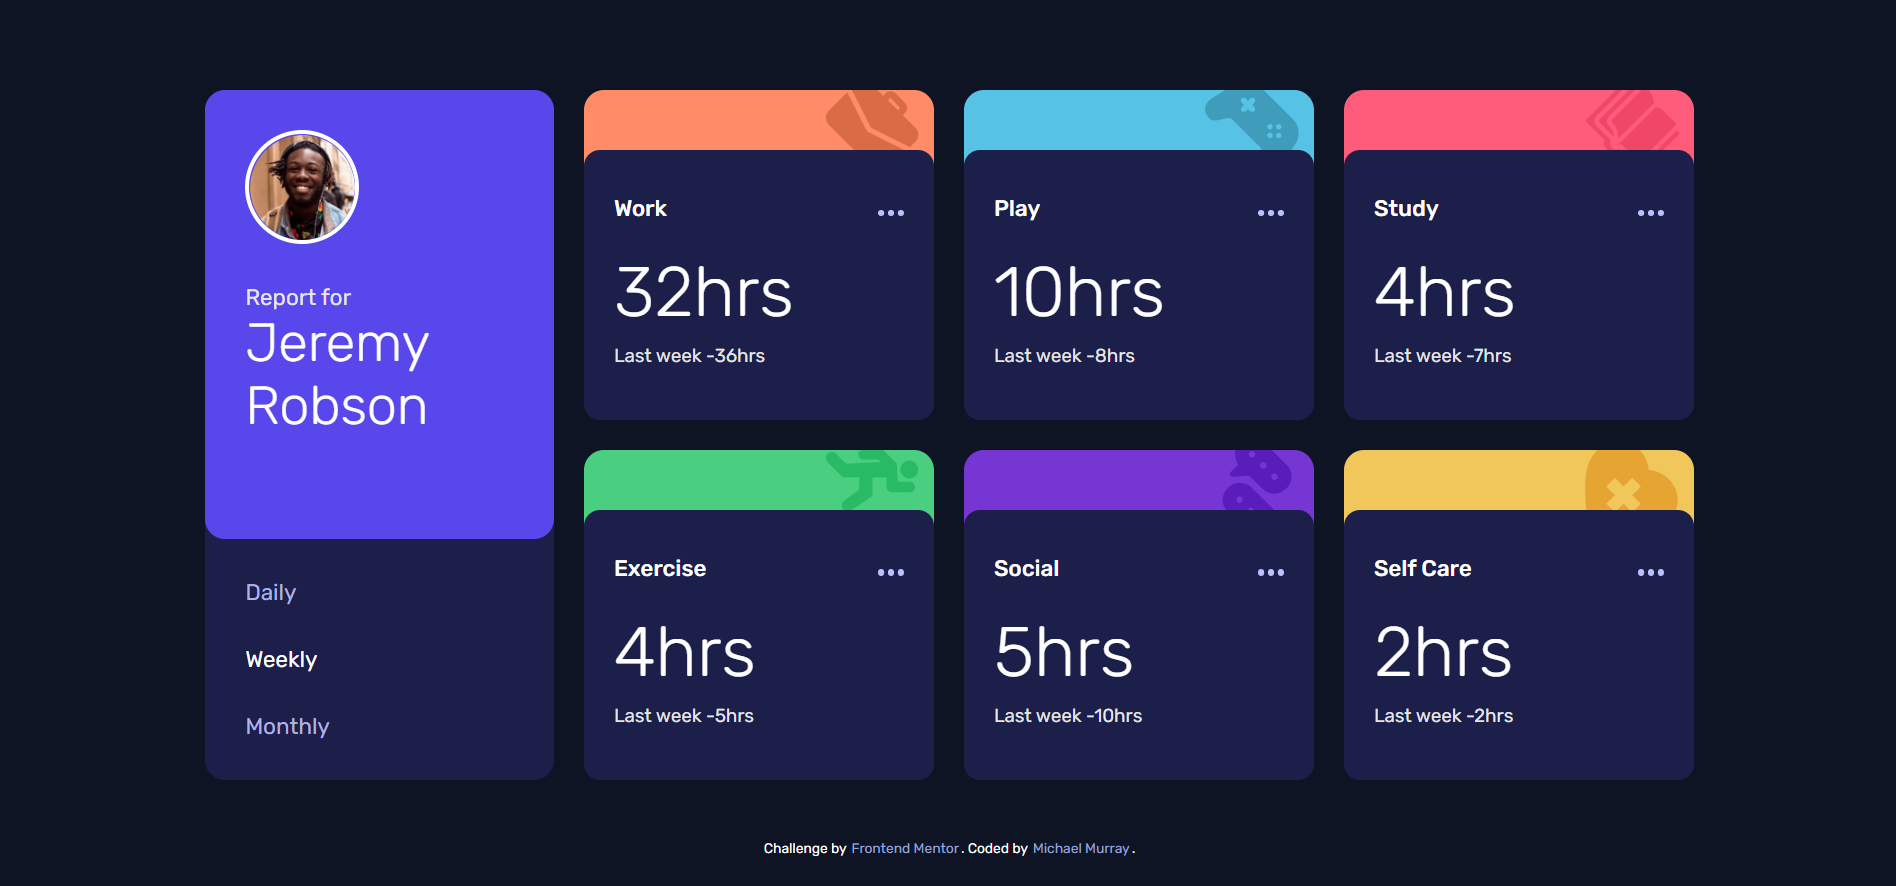 Report for
Jeremy
Robson
Daily
Weekly
Monthly
Work
32hrs
Last week -36hrs
Play
10hrs
Last week -8hrs
Study
4hrs
Last week -7hrs
Exercise
4hrs
Last week -5hrs
Social
5hrs
Last week -10hrs
Self Care
2hrs
Last week -2hrs
Challenge by Frontend Mentor. Coded by Michael Murray.